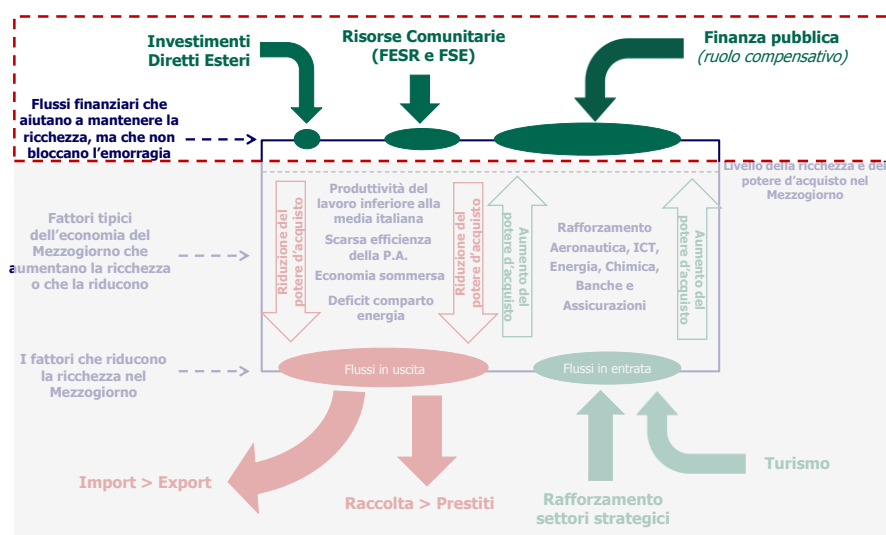 Investimenti
Diretti Esteri
Risorse Comunitarie
(FESR e FSE)
Finanza pubblica
(ruolo compensativo)
Flussi finanziari che
aiutano a mantenere la
ricchezza, ma che non
bloccano l'emorragia
Livello della ricchezza e del
potere d'acquisto nel
Mezzogiorno
Fattori tipici
dell'economia del
Mezzogiorno che
aumentano la ricchezza
o che la riducono
Riduzione del
potere d'acquisto
Produttività del
lavoro inferiore alla
media italiana
Scarsa efficienza
della P.A.
Economia sommersa
Deficit comparto
energia
Riduzione del
potere d'acquisto
Aumento del
potere d'acquisto
Rafforzamento
Aeronautica, ICT,
Energia, Chimica,
Banche e
Assicurazioni
Aumento del
potere d'acquisto
I fattori che riducono
la ricchezza nel
Mezzogiorno
Flussi in uscita
Flussi in entrata
Import > Export
Raccolta > Prestiti
Rafforzamento
settori strategici
Turismo